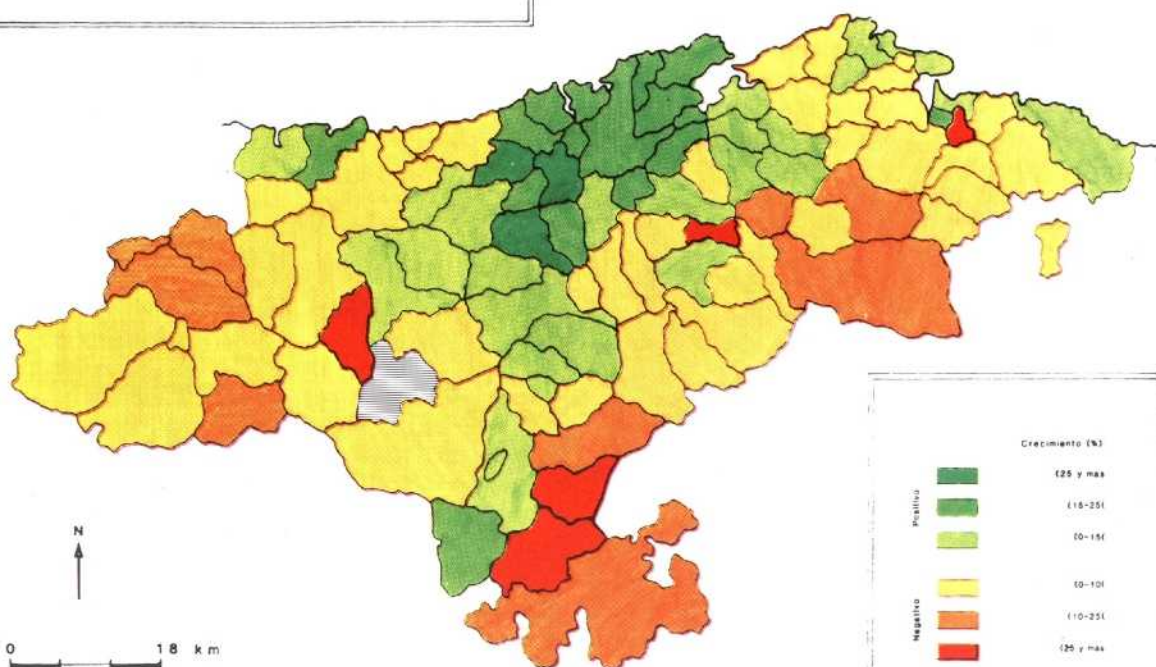 N
0 18 km
Crecimiento (%)
Positivo
(25 y mas
(15-25(
(0-15(
Negativo
(0-10(
(10-25(
(25 y mas